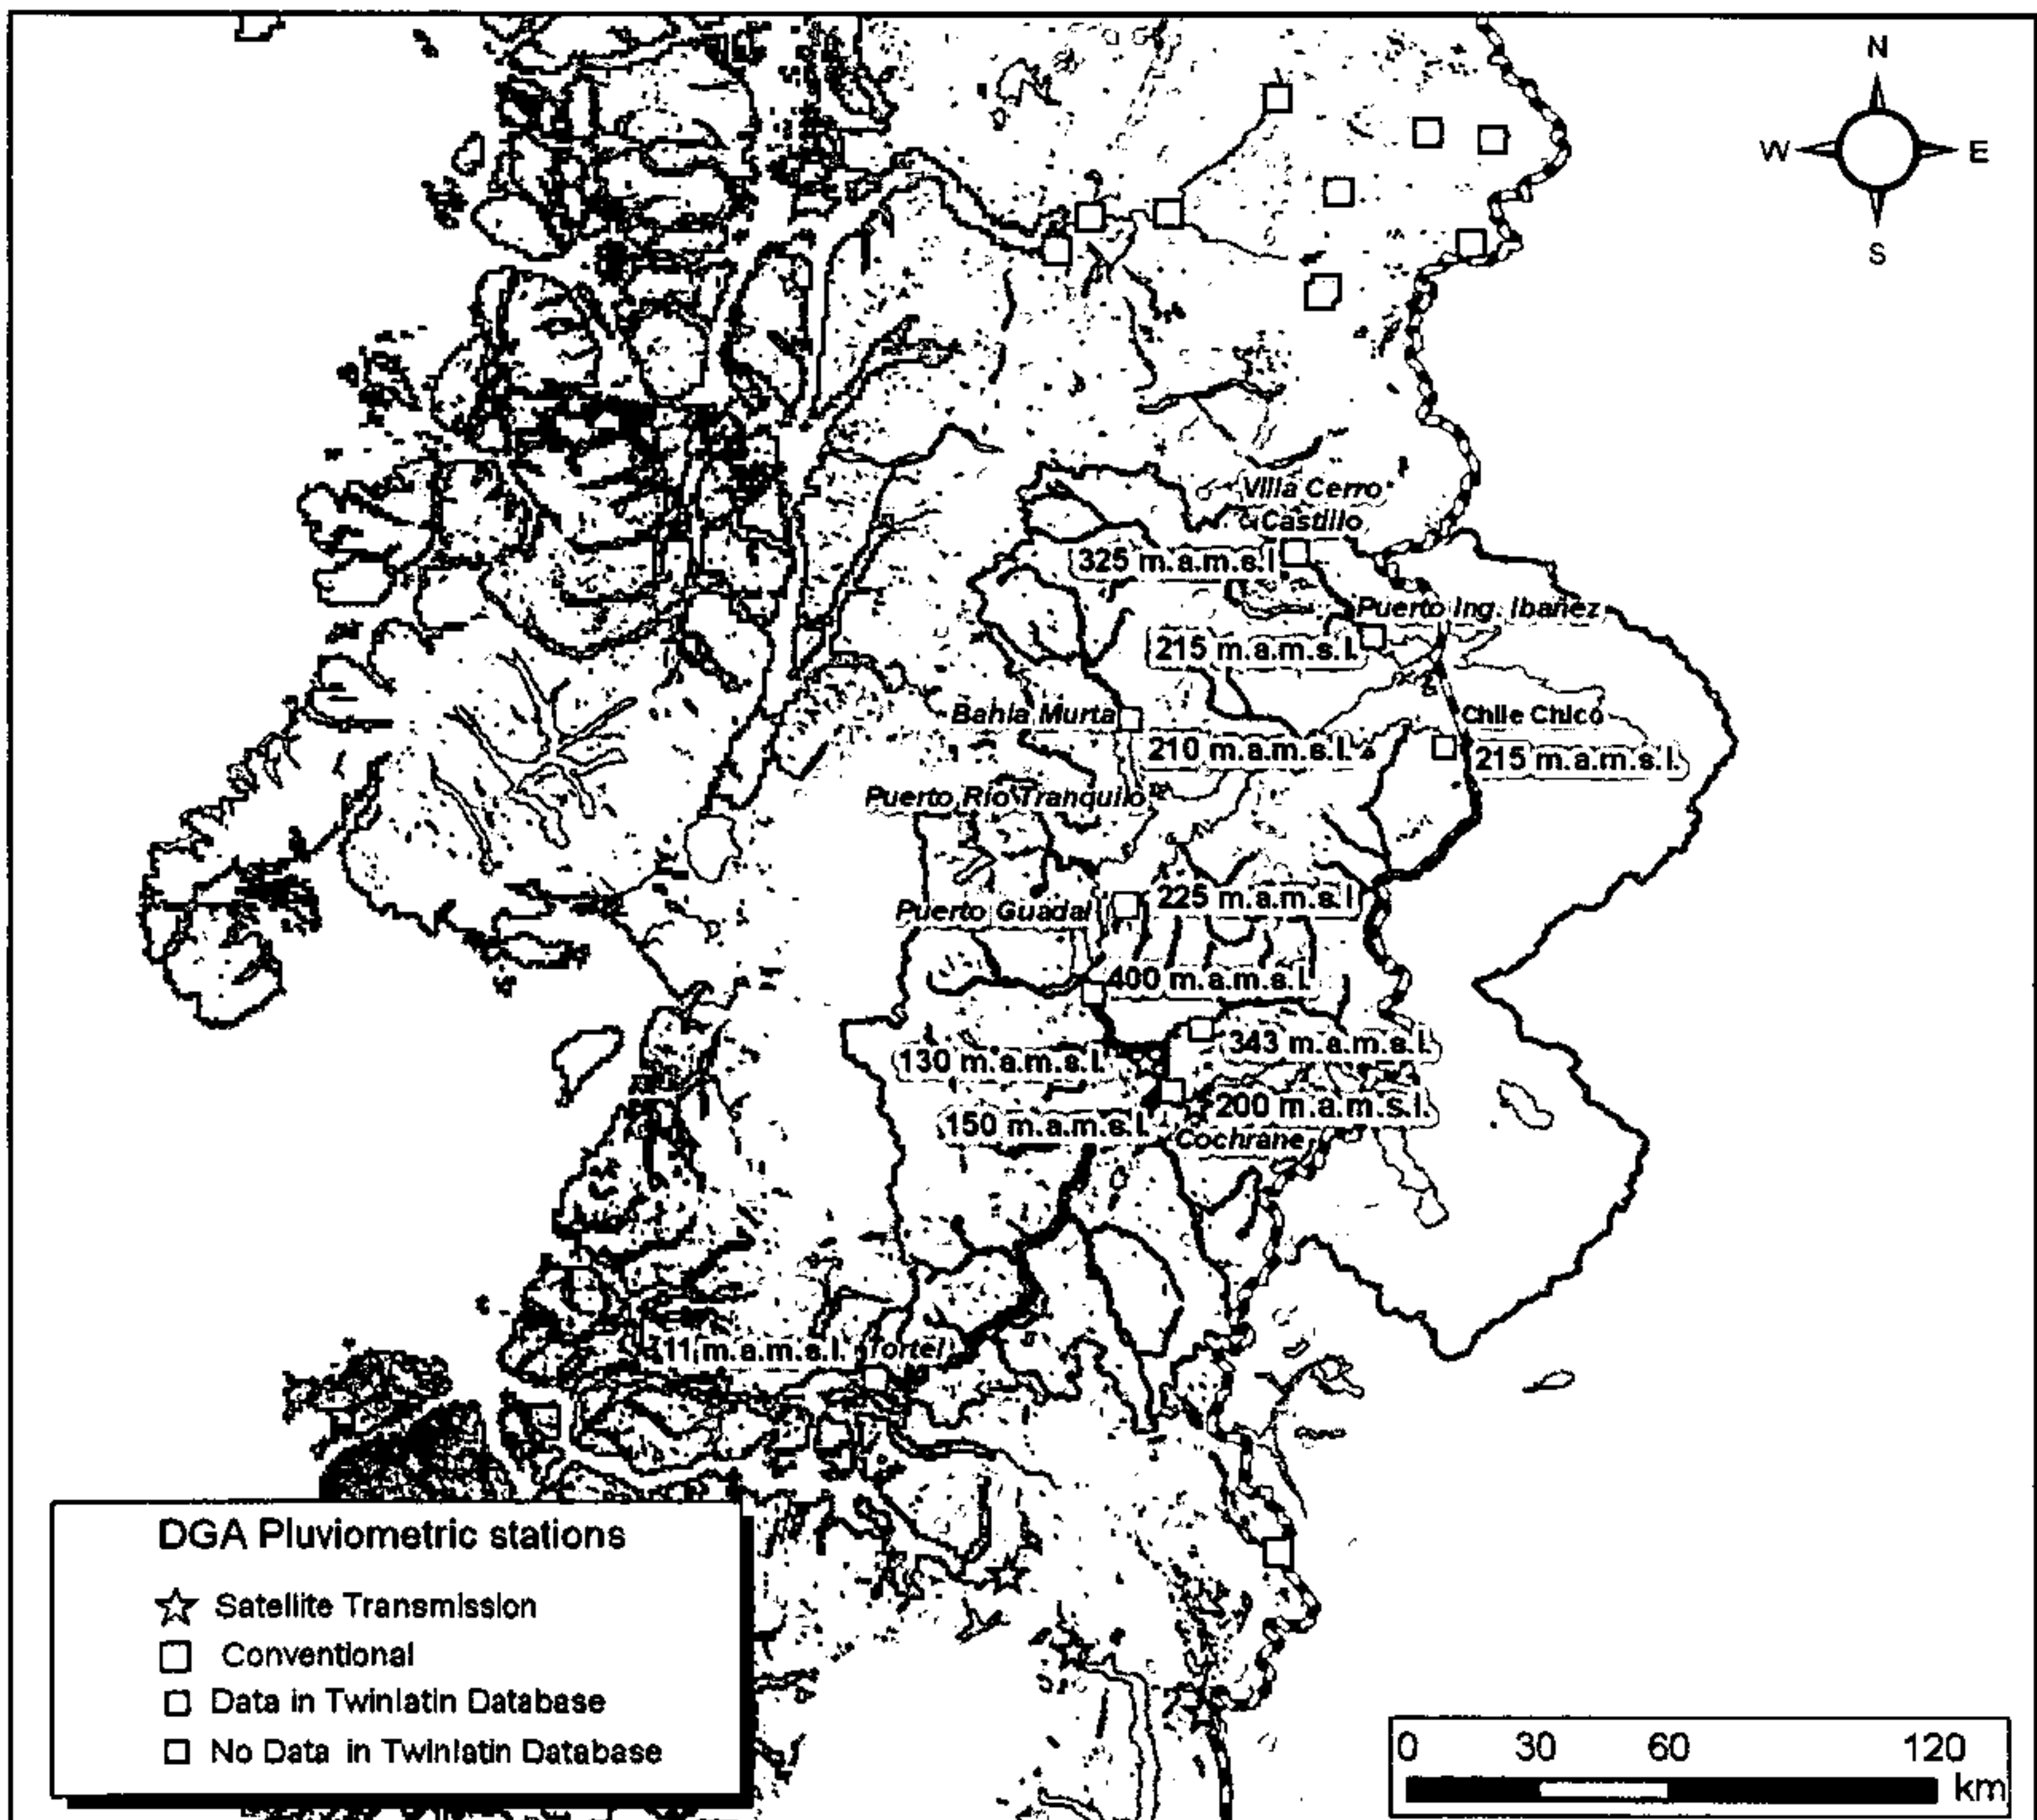 N
W E
S
Villa Cerro
Castillo
325 m.a.m.s.l
Puerto Ing. Ibañez
215 m.a.m.s.l.
Bahia Murta
Chile Chico
210 m.a.m.s.l.
215 m.a.m.s.l.
Puerto Rio Tranquilo
225 m.a.m.s.l
Puerto Guadal
400 m.a.m.s.l.
343 m.a.m.s.l.
130 m.a.m.s.l.
200 m.a.m.s.l.
150 m.a.m.s.l.
Cochrane
11 m.a.m.s.l. Tortel
DGA Pluviometric stations
Satellite Transmission
Conventional
Data in Twinlatin Database
No Data in Twinlatin Database
0 30 60 120
km